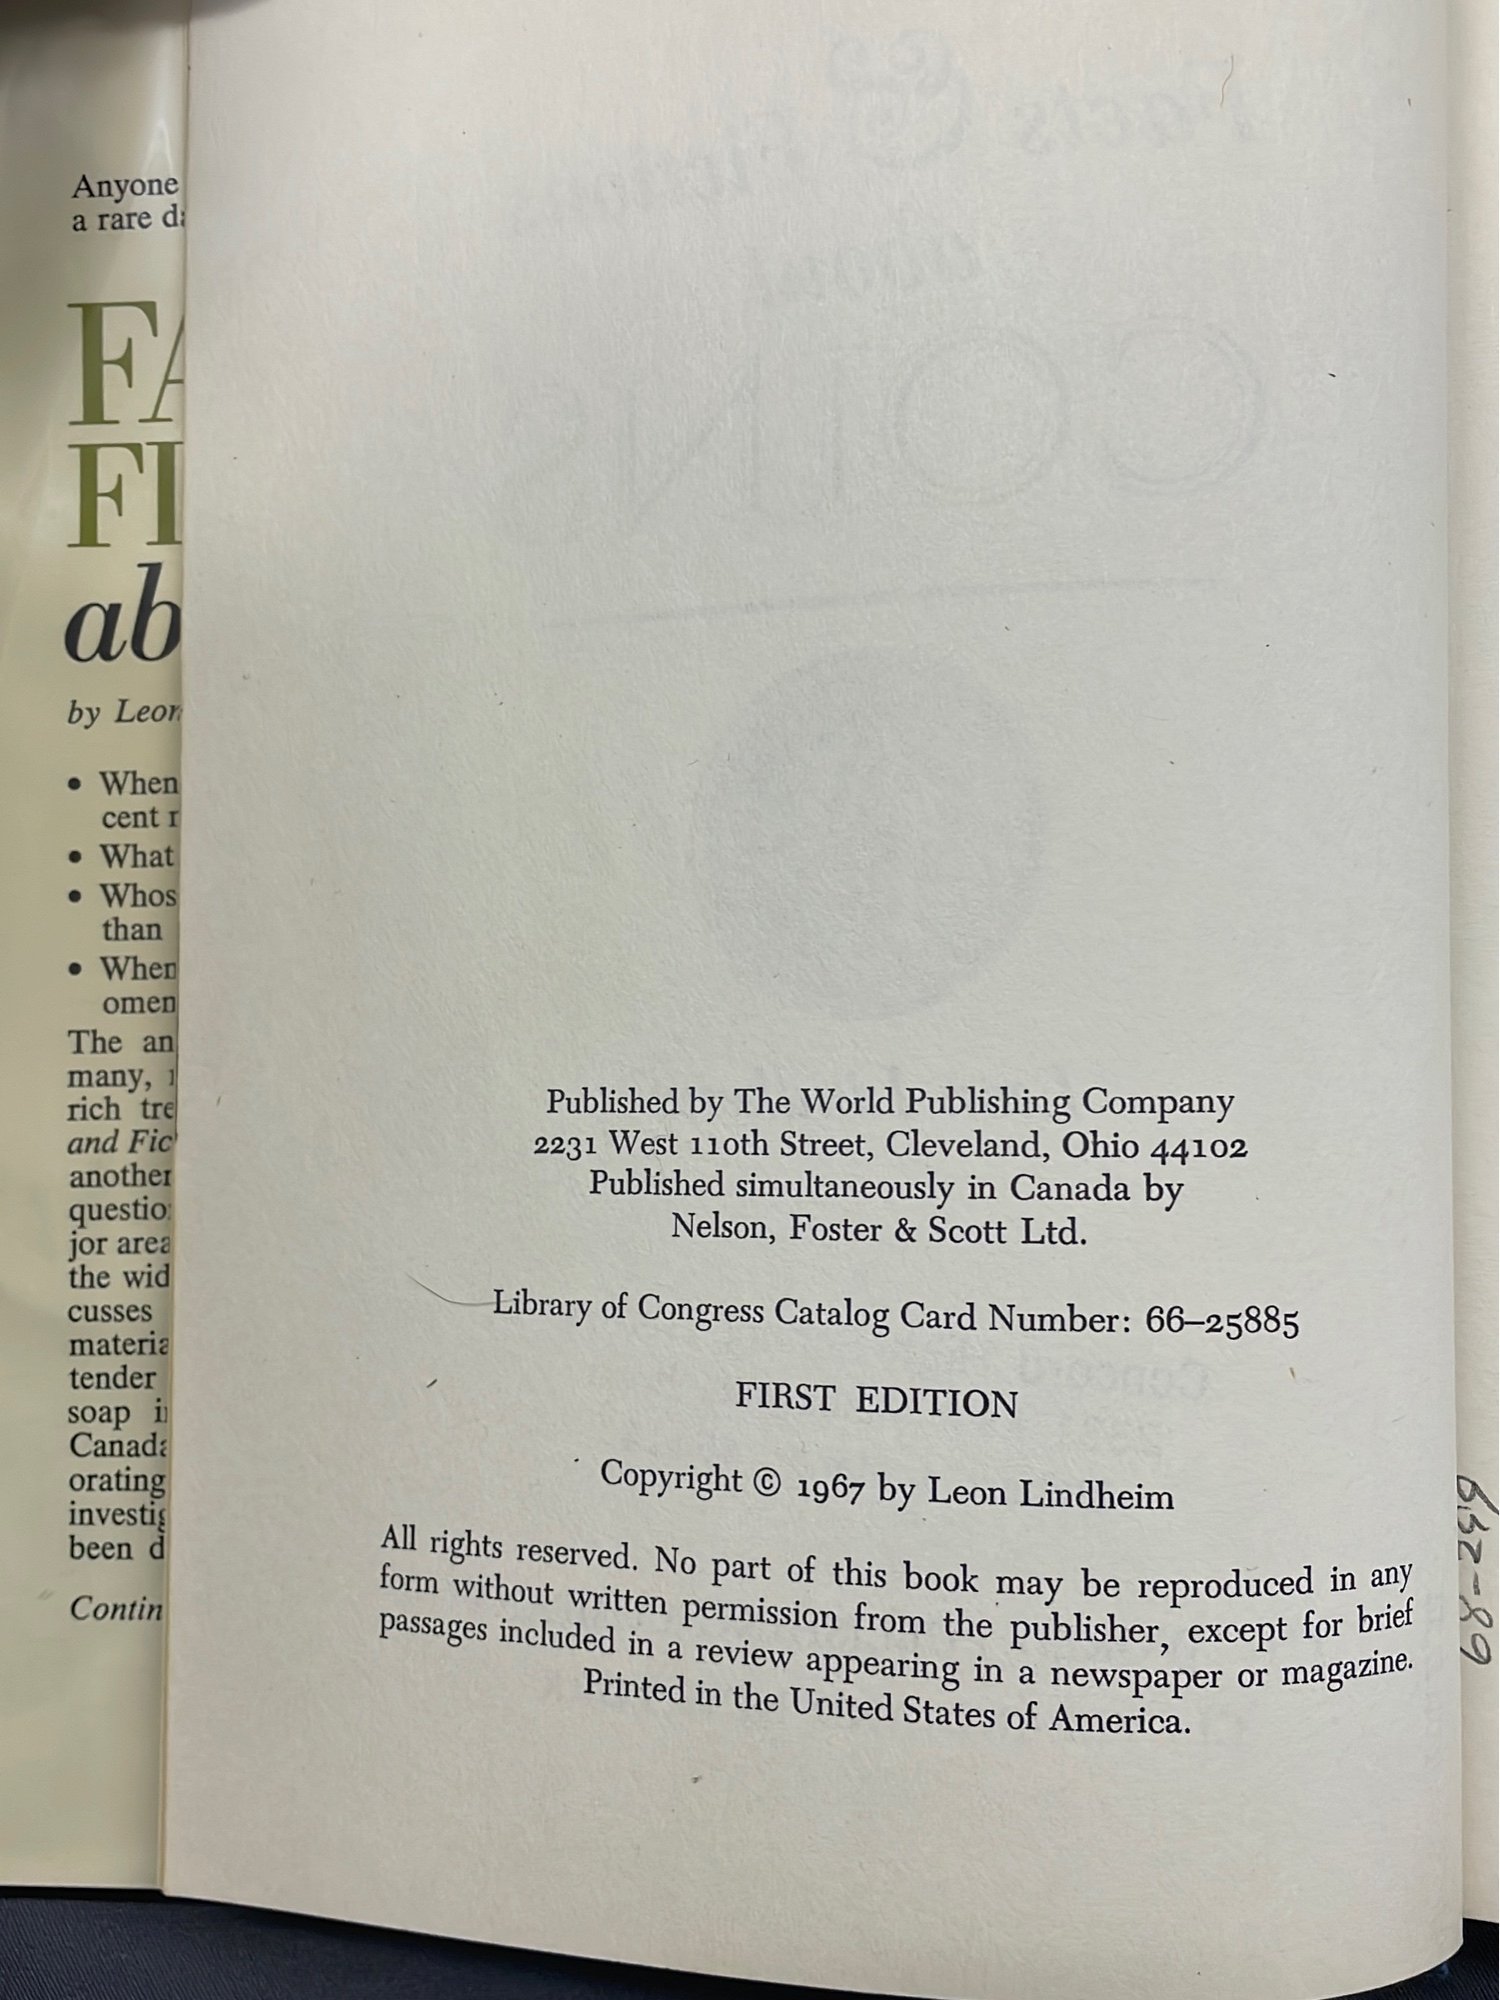 Anyone
a rare
FA
FI
ab
by Leon
• When
cent
• What
• Whos
than
• When
omen
The an
many,
rich tre
and Fic
another
questio
jor area
the wid
cusses
materia
tender
soap i
Canada
orating
investig
been d
Contin
COINS
Published by The World Publishing Company
2231 West 110th Street, Cleveland, Ohio 44102
Published simultaneously in Canada by
Nelson, Foster & Scott Ltd.
Library of Congress Catalog Card Number: 66–25885
FIRST EDITION
Copyright © 1967 by Leon Lindheim
All rights reserved. No part of this book may be reproduced in any
form without written permission from the publisher, except for brief
passages included in a review appearing in a newspaper or magazine.
Printed in the United States of America.